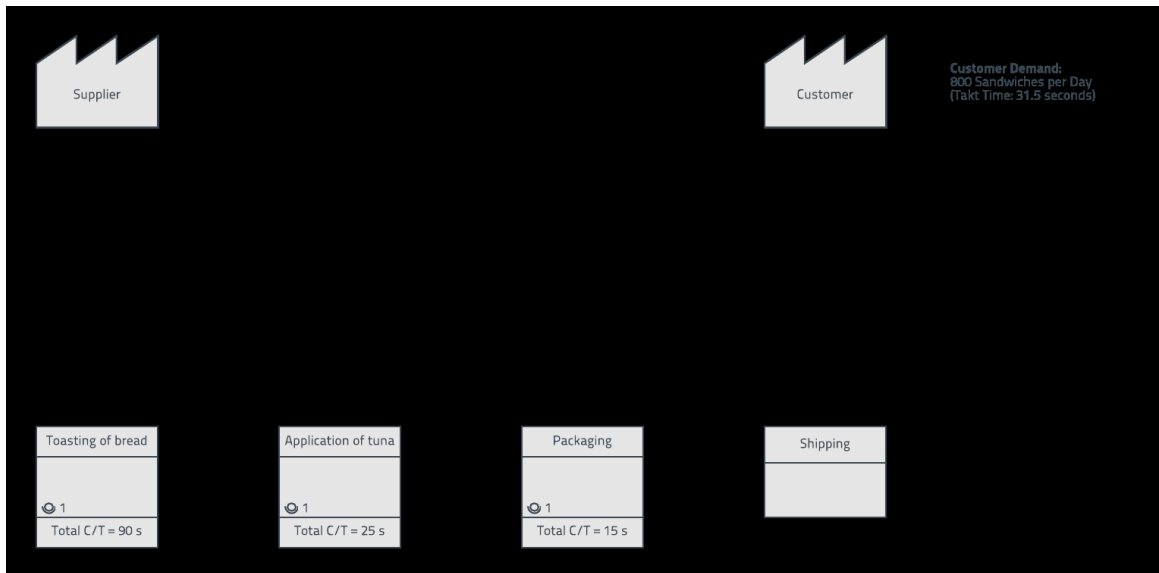 Supplier
Customer
Customer Demand:
800 Sandwiches per Day
(Takt Time: 31.5 seconds)
Toasting of bread
1
Total C/T = 90 s
Application of tuna
1
Total C/T = 25 s
Packaging
1
Total C/T = 15 s
Shipping